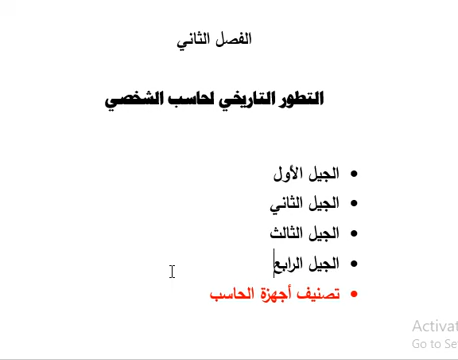 الفصل الثاني
التطور التاريخي لحاسب الشخصي
• الجيل الأول
• الجيل الثاني
• الجيل الثالث
• الجيل الرابع
• تصنيف أجهزة الحاسب
Activat
Go to Se